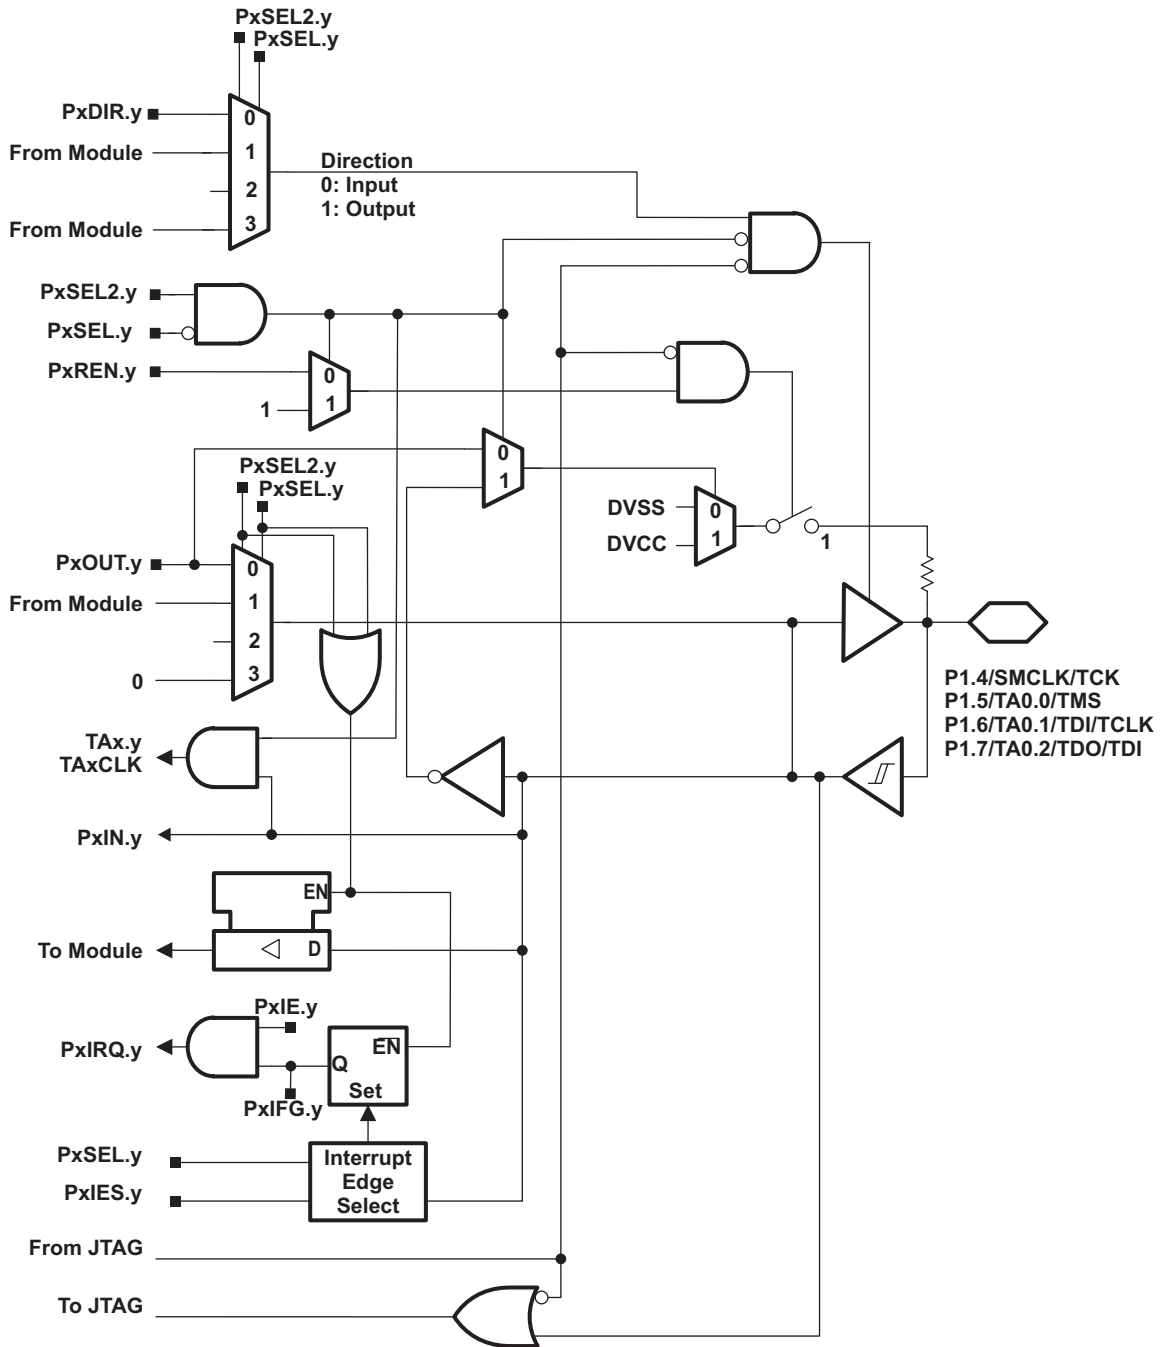 PxSEL2.y
PxSEL.y
PxDIR.y
0
From Module
1
2
From Module
3
Direction
0: Input
1: Output
PxSEL2.y
PxSEL.y
PxREN.y
0
1
1
0
1
PxSEL2.y
PxSEL.y
DVSS
0
DVCC
1
1
PxOUT.y
0
From Module
1
2
0
3
P1.4/SMCLK/TCK
P1.5/TA0.0/TMS
P1.6/TA0.1/TDI/TCLK
P1.7/TA0.2/TDO/TDI
TAx.y
TAxCLK
PxIN.y
EN
To Module
D
PxIE.y
PxIRQ.y
EN
Q
Set
PxIFG.y
PxSEL.y
PxIES.y
Interrupt
Edge
Select
From JTAG
To JTAG